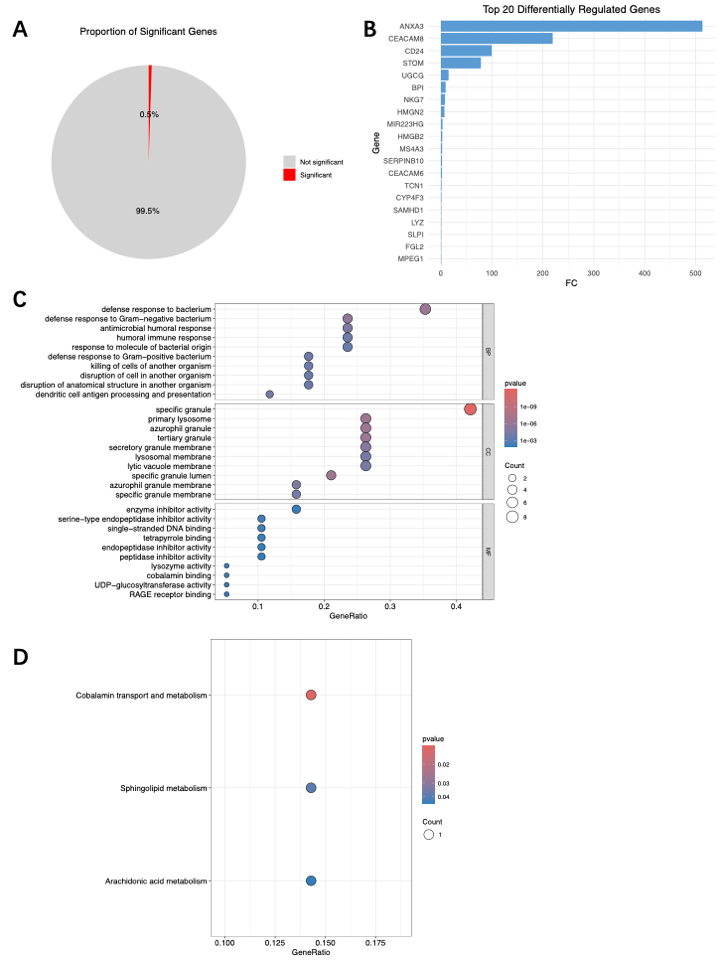 A
Proportion of Significant Genes
0.5%
99.5%
Not significant
Significant
B
Top 20 Differentially Regulated Genes
Gene
ANXA3
CEACAM8
CD24
STOM
UGCG
BPI
NKG7
HMGN2
MIR223HG
HMGB2
MS4A3
SERPINB10
CEACAM6
TCN1
CYP4F3
SAMHD1
LYZ
SLPI
FGL2
MPEG1
0 100 200 300 400 500
FC
C
defense response to bacterium
defense response to Gram−negative bacterium
antimicrobial humoral response
humoral immune response
response to molecule of bacterial origin
defense response to Gram−positive bacterium
killing of cells of another organism
disruption of cell in another organism
disruption of anatomical structure in another organism
dendritic cell antigen processing and presentation
BP
specific granule
primary lysosome
azurophil granule
tertiary granule
secretory granule membrane
lysosomal membrane
lytic vacuole membrane
specific granule lumen
azurophil granule membrane
specific granule membrane
CC
enzyme inhibitor activity
serine−type endopeptidase inhibitor activity
single−stranded DNA binding
tetrapyrrole binding
endopeptidase inhibitor activity
peptidase inhibitor activity
lysozyme activity
cobalamin binding
UDP−glucosyltransferase activity
RAGE receptor binding
MF
0.1 0.2 0.3 0.4
GeneRatio
pvalue
1e−09
1e−06
1e−03
Count
2
4
6
8
D
Cobalamin transport and metabolism
Sphingolipid metabolism
Arachidonic acid metabolism
0.100 0.125 0.150 0.175
GeneRatio
pvalue
0.02
0.03
0.04
Count
1